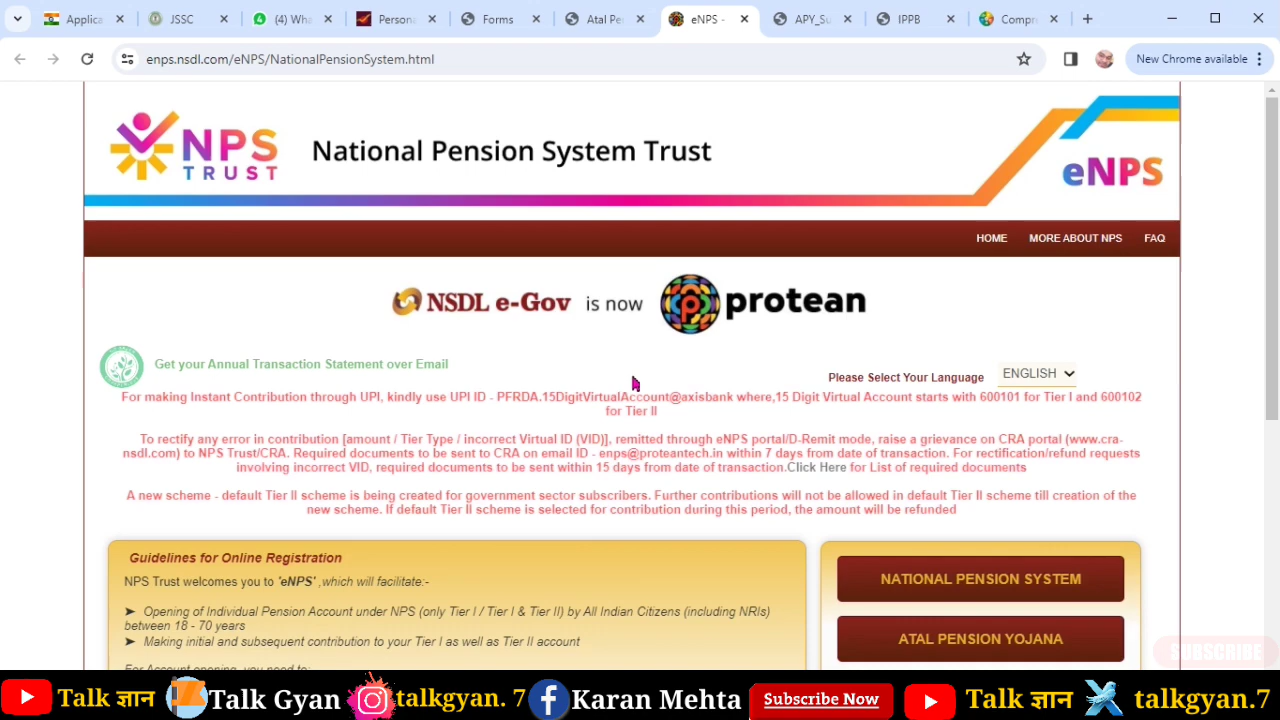 Applica
JSSC
(4) Wha
Persona
Forms
Atal Pe
eNPS -
APY_Su
IPPB
Compre
enps.nsdl.com/eNPS/NationalPensionSystem.html
New Chrome available
NPS
TRUST
National Pension System Trust
eNPS
HOME MORE ABOUT NPS FAQ
NSDL e-Gov is now protean
Get your Annual Transaction Statement over Email
Please Select Your Language ENGLISH
For making Instant Contribution through UPI, kindly use UPI ID - PFRDA.15DigitVirtualAccount@axisbank where,15 Digit Virtual Account starts with 600101 for Tier I and 600102
for Tier II
To rectify any error in contribution [amount / Tier Type / incorrect Virtual ID (VID)], remitted through eNPS portal/D-Remit mode, raise a grievance on CRA portal (www.cra-
nsdl.com) to NPS Trust/CRA. Required documents to be sent to CRA on email ID - enps@proteantech.in within 7 days from date of transaction. For rectification/refund requests
involving incorrect VID, required documents to be sent within 15 days from date of transaction.Click Here for List of required documents
A new scheme - default Tier II scheme is being created for government sector subscribers. Further contributions will not be allowed in default Tier II scheme till creation of the
new scheme. If default Tier II scheme is selected for contribution during this period, the amount will be refunded
Guidelines for Online Registration
NPS Trust welcomes you to 'eNPS' ,which will facilitate:-
➤ Opening of Individual Pension Account under NPS (only Tier I / Tier I & Tier II) by All Indian Citizens (including NRIs)
between 18 - 70 years
➤ Making initial and subsequent contribution to your Tier I as well as Tier II account
For Account opening, you need to:
NATIONAL PENSION SYSTEM
ATAL PENSION YOJANA
SUBSCRIBE
Talk ज्ञान Talk Gyan talkgyan. 7 Karan Mehta Subscribe Now Talk ज्ञान talkgyan.7